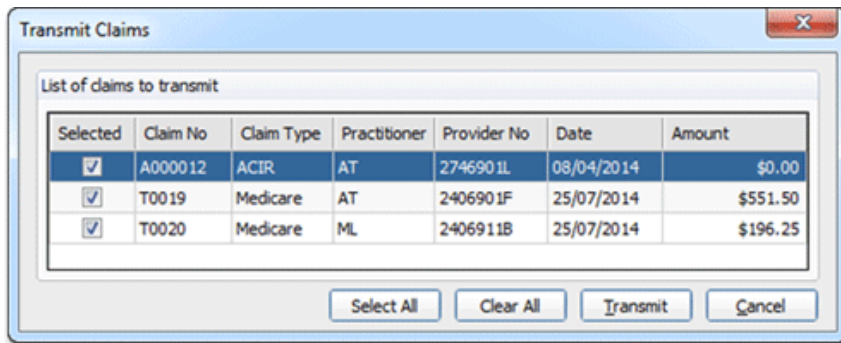 Transmit Claims
List of claims to transmit
Selected Claim No Claim Type Practitioner Provider No Date Amount
A000012 ACIR AT 2746901L 08/04/2014 $0.00
T0019 Medicare AT 2406901F 25/07/2014 $551.50
T0020 Medicare ML 2406911B 25/07/2014 $196.25
Select All Clear All Transmit Cancel